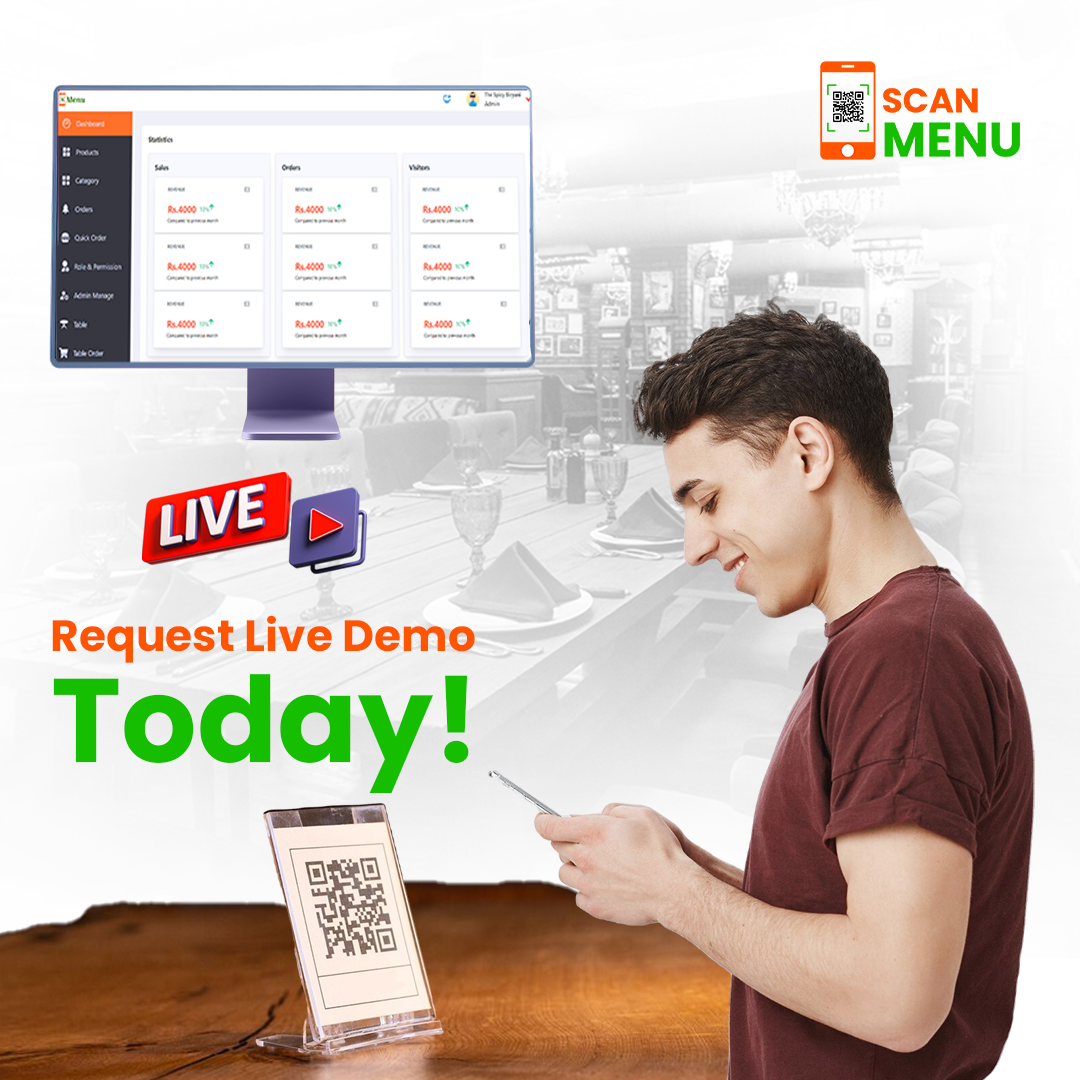 SCAN
MENU
Menu
The Spicy Biryani
Admin
Dashboard
Products
Category
Orders
Quick Order
Role & Permission
Admin Manage
Table
Table Order
Statistics
Sales
Orders
Visitors
REVENUE
REVENUE
REVENUE
Rs.4000 10%
Rs.4000 10%
Rs.4000 10%
Compared to previous month
Compared to previous month
Compared to previous month
REVENUE
REVENUE
REVENUE
Rs.4000 10%
Rs.4000 10%
Rs.4000 10%
Compared to previous month
Compared to previous month
Compared to previous month
REVENUE
REVENUE
REVENUE
Rs.4000 10%
Rs.4000 10%
Rs.4000 10%
Compared to previous month
Compared to previous month
Compared to previous month
LIVE
Request Live Demo
Today!